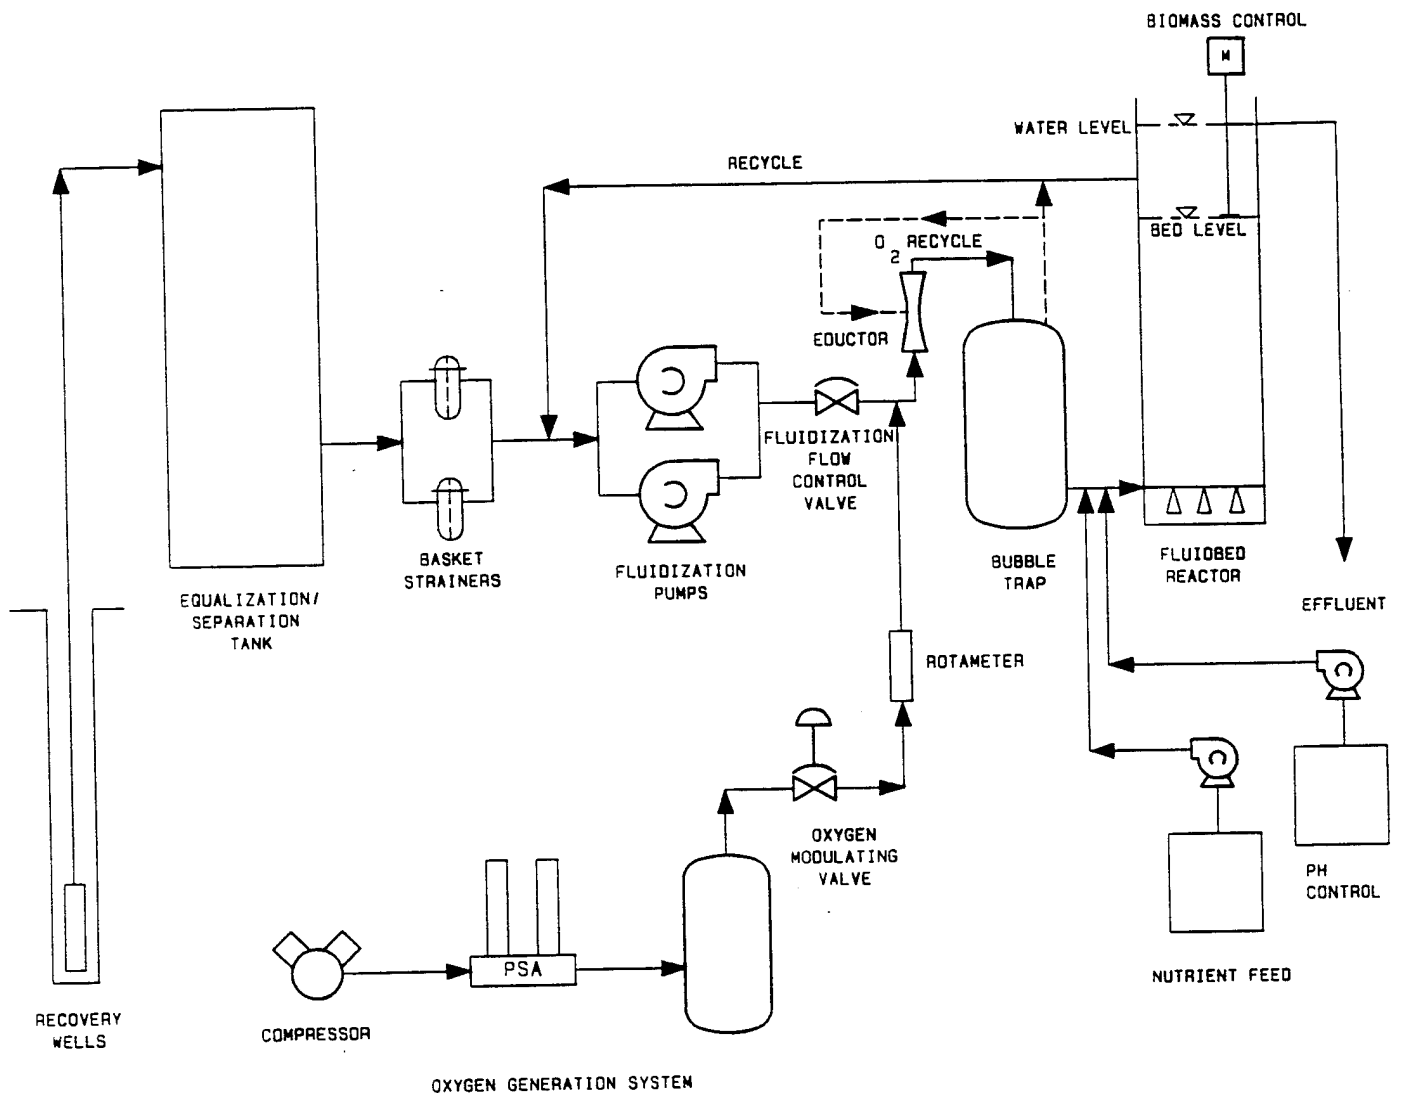 BIOMASS CONTROL
M
WATER LEVEL
RECYCLE
BED LEVEL
O2 RECYCLE
EDUCTOR
FLUIDIZATION
FLOW
CONTROL
VALVE
BASKET
STRAINERS
FLUIDIZATION
PUMPS
BUBBLE
TRAP
FLUIDBED
REACTOR
EFFLUENT
EQUALIZATION/
SEPARATION
TANK
ROTAMETER
OXYGEN
MODULATING
VALVE
PH
CONTROL
NUTRIENT FEED
PSA
RECOVERY
WELLS
COMPRESSOR
OXYGEN GENERATION SYSTEM